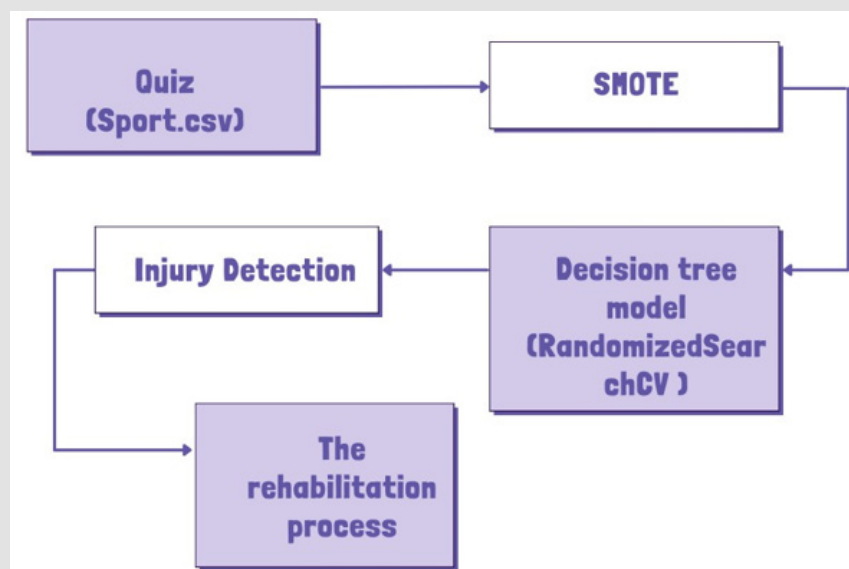 Quiz
(Sport.csv)
SMOTE
Decision tree
model
(RandomizedSear
chCV )
Injury Detection
The
rehabilitation
process